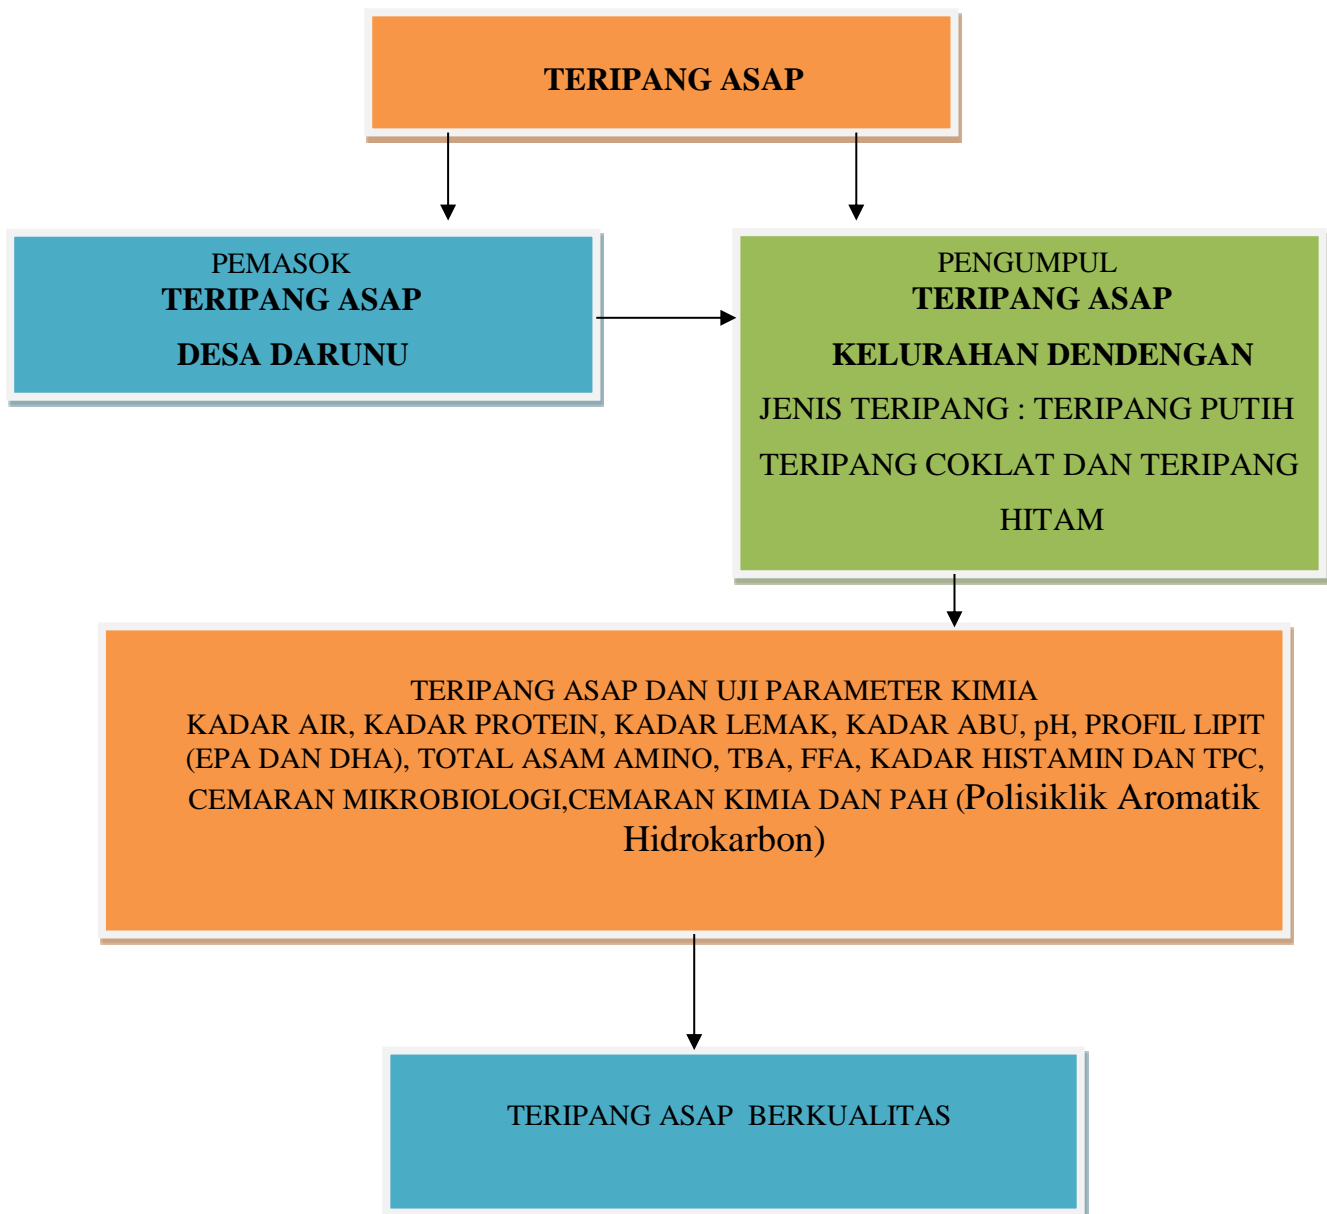 TERIPANG ASAP
PEMASOK
TERIPANG ASAP
DESA DARUNU
PENGUMPUL
TERIPANG ASAP
KELURAHAN DENDENGAN
JENIS TERIPANG : TERIPANG PUTIH
TERIPANG COKLAT DAN TERIPANG
HITAM
TERIPANG ASAP DAN UJI PARAMETER KIMIA
KADAR AIR, KADAR PROTEIN, KADAR LEMAK, KADAR ABU, pH, PROFIL LIPIT
(EPA DAN DHA), TOTAL ASAM AMINO, TBA, FFA, KADAR HISTAMIN DAN TPC,
CEMARAN MIKROBIOLOGI,CEMARAN KIMIA DAN PAH (Polisiklik Aromatik
Hidrokarbon)
TERIPANG ASAP  BERKUALITAS